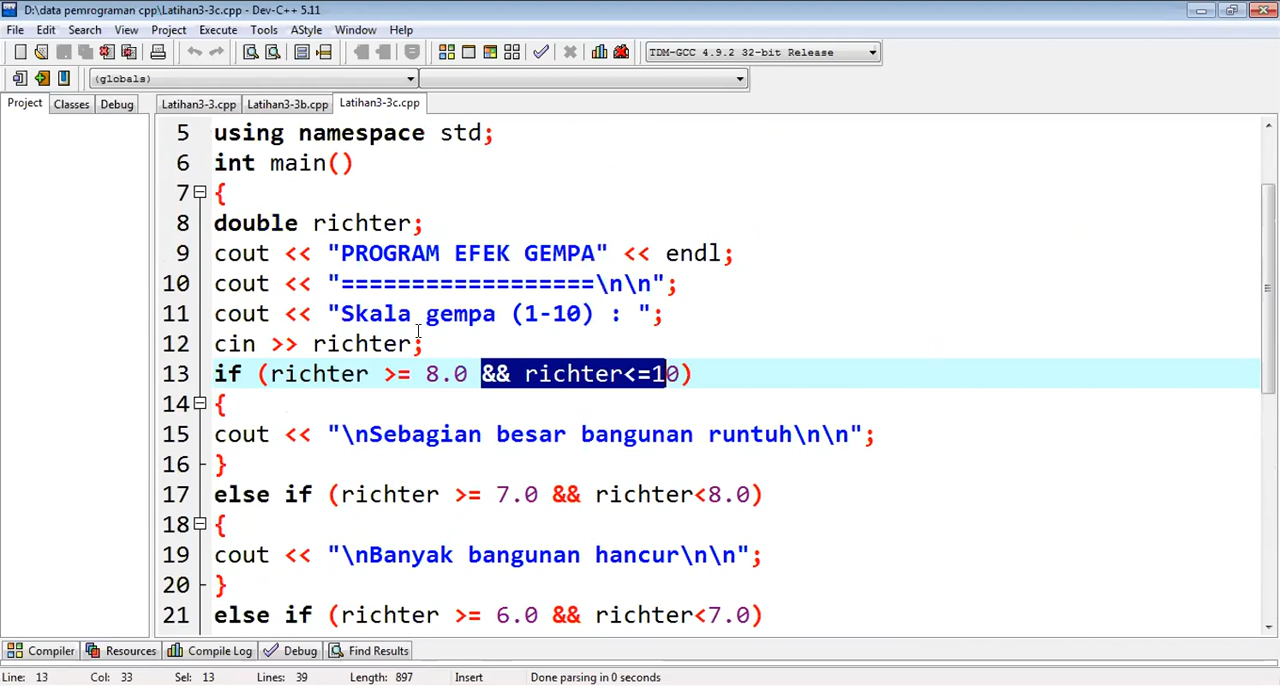 D:\data pemrograman cpp\Latihan3-3c.cpp - Dev-C++ 5.11
File Edit Search View Project Execute Tools AStyle Window Help
TDM-GCC 4.9.2 32-bit Release
(globals)
Project Classes Debug Latihan3-3.cpp Latihan3-3b.cpp Latihan3-3c.cpp
5 using namespace std;
6 int main()
7 {
8 double richter;
9 cout << "PROGRAM EFEK GEMPA" << endl;
10 cout << "==================\n\n";
11 cout << "Skala gempa (1-10) : ";
12 cin >> richter;
13 if (richter >= 8.0 && richter<=10)
14 {
15 cout << "\nSebagian besar bangunan runtuh\n\n";
16 }
17 else if (richter >= 7.0 && richter<8.0)
18 {
19 cout << "\nBanyak bangunan hancur\n\n";
20 }
21 else if (richter >= 6.0 && richter<7.0)
Compiler Resources Compile Log Debug Find Results
Line: 13 Col: 33 Sel: 13 Lines: 39 Length: 897 Insert Done parsing in 0 seconds